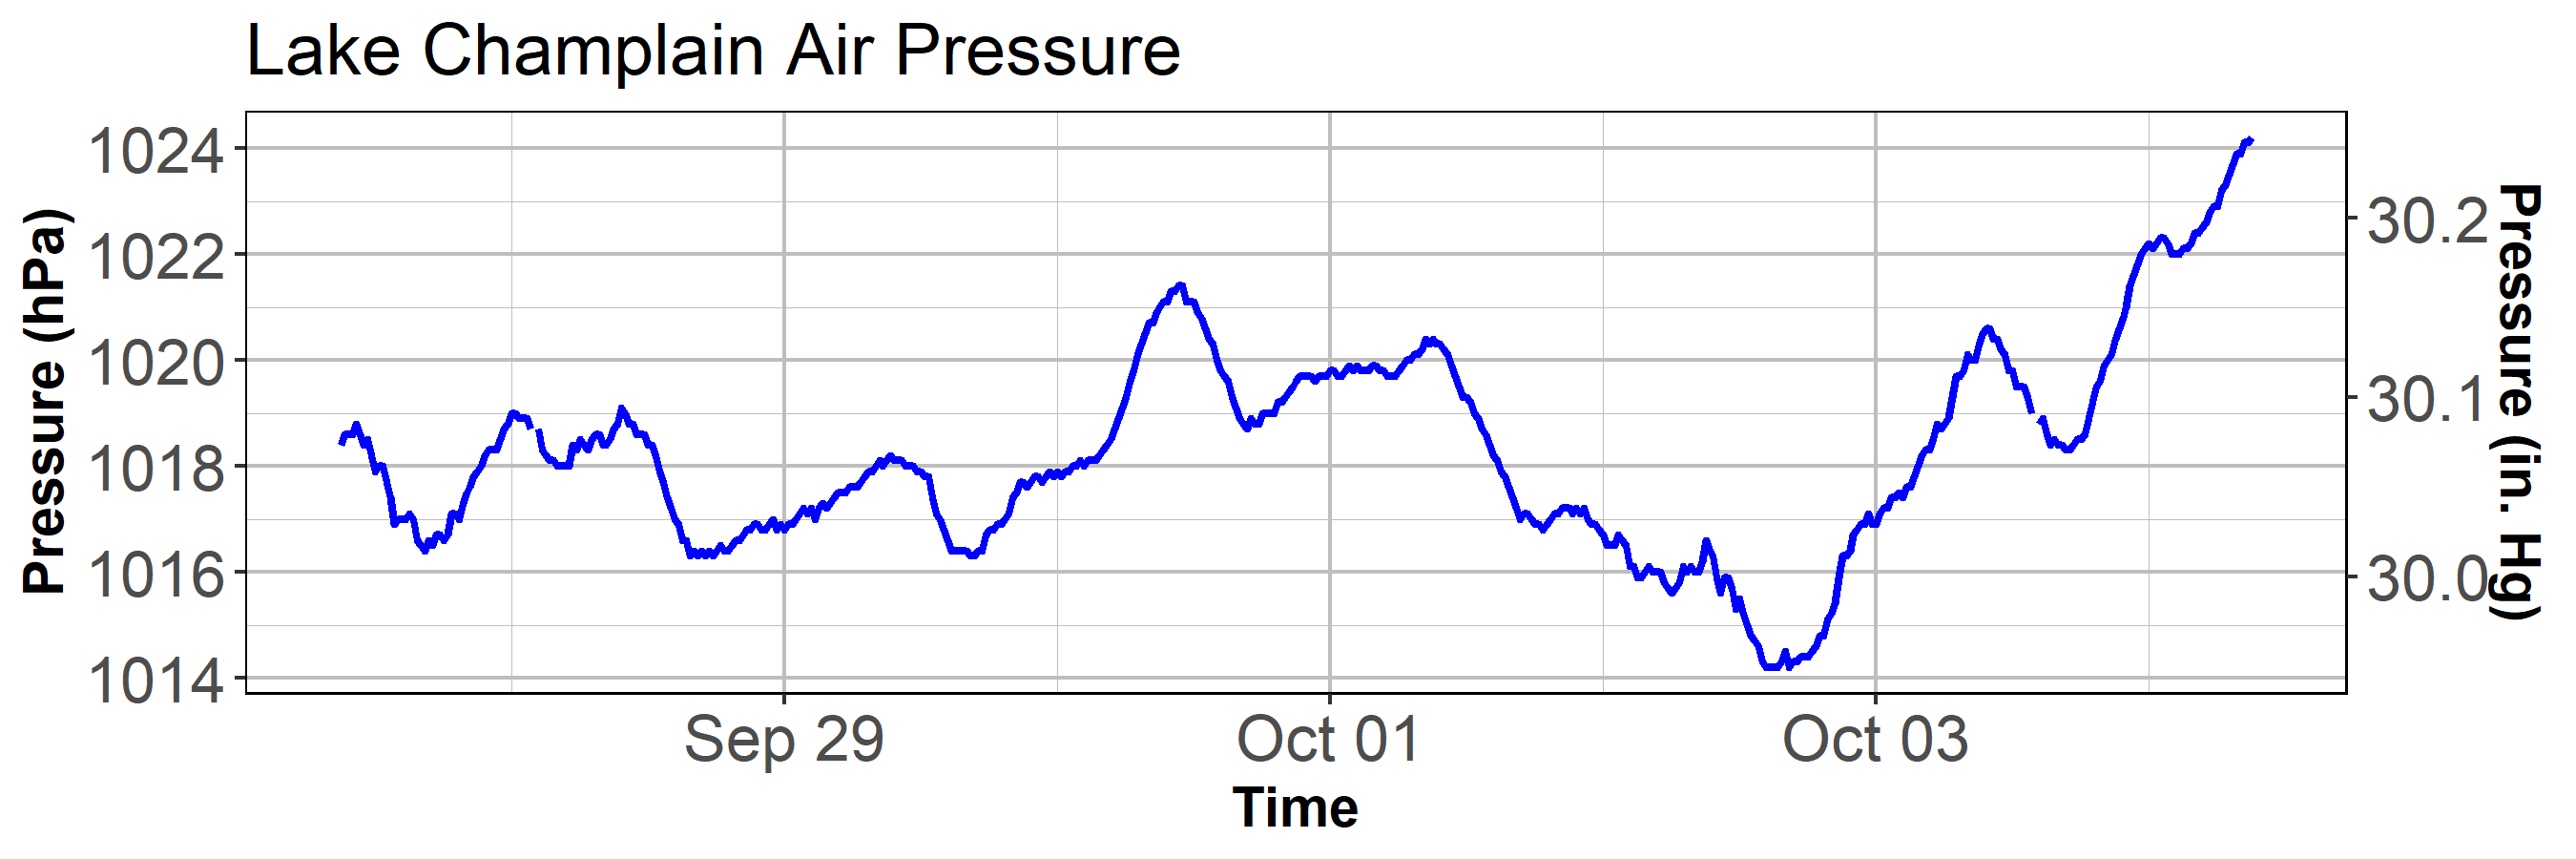 Lake Champlain Air Pressure
Pressure (hPa)
1024
1022
1020
1018
1016
1014
30.2
30.1
30.0
Pressure (in. Hg)
Sep 29
Oct 01
Oct 03
Time